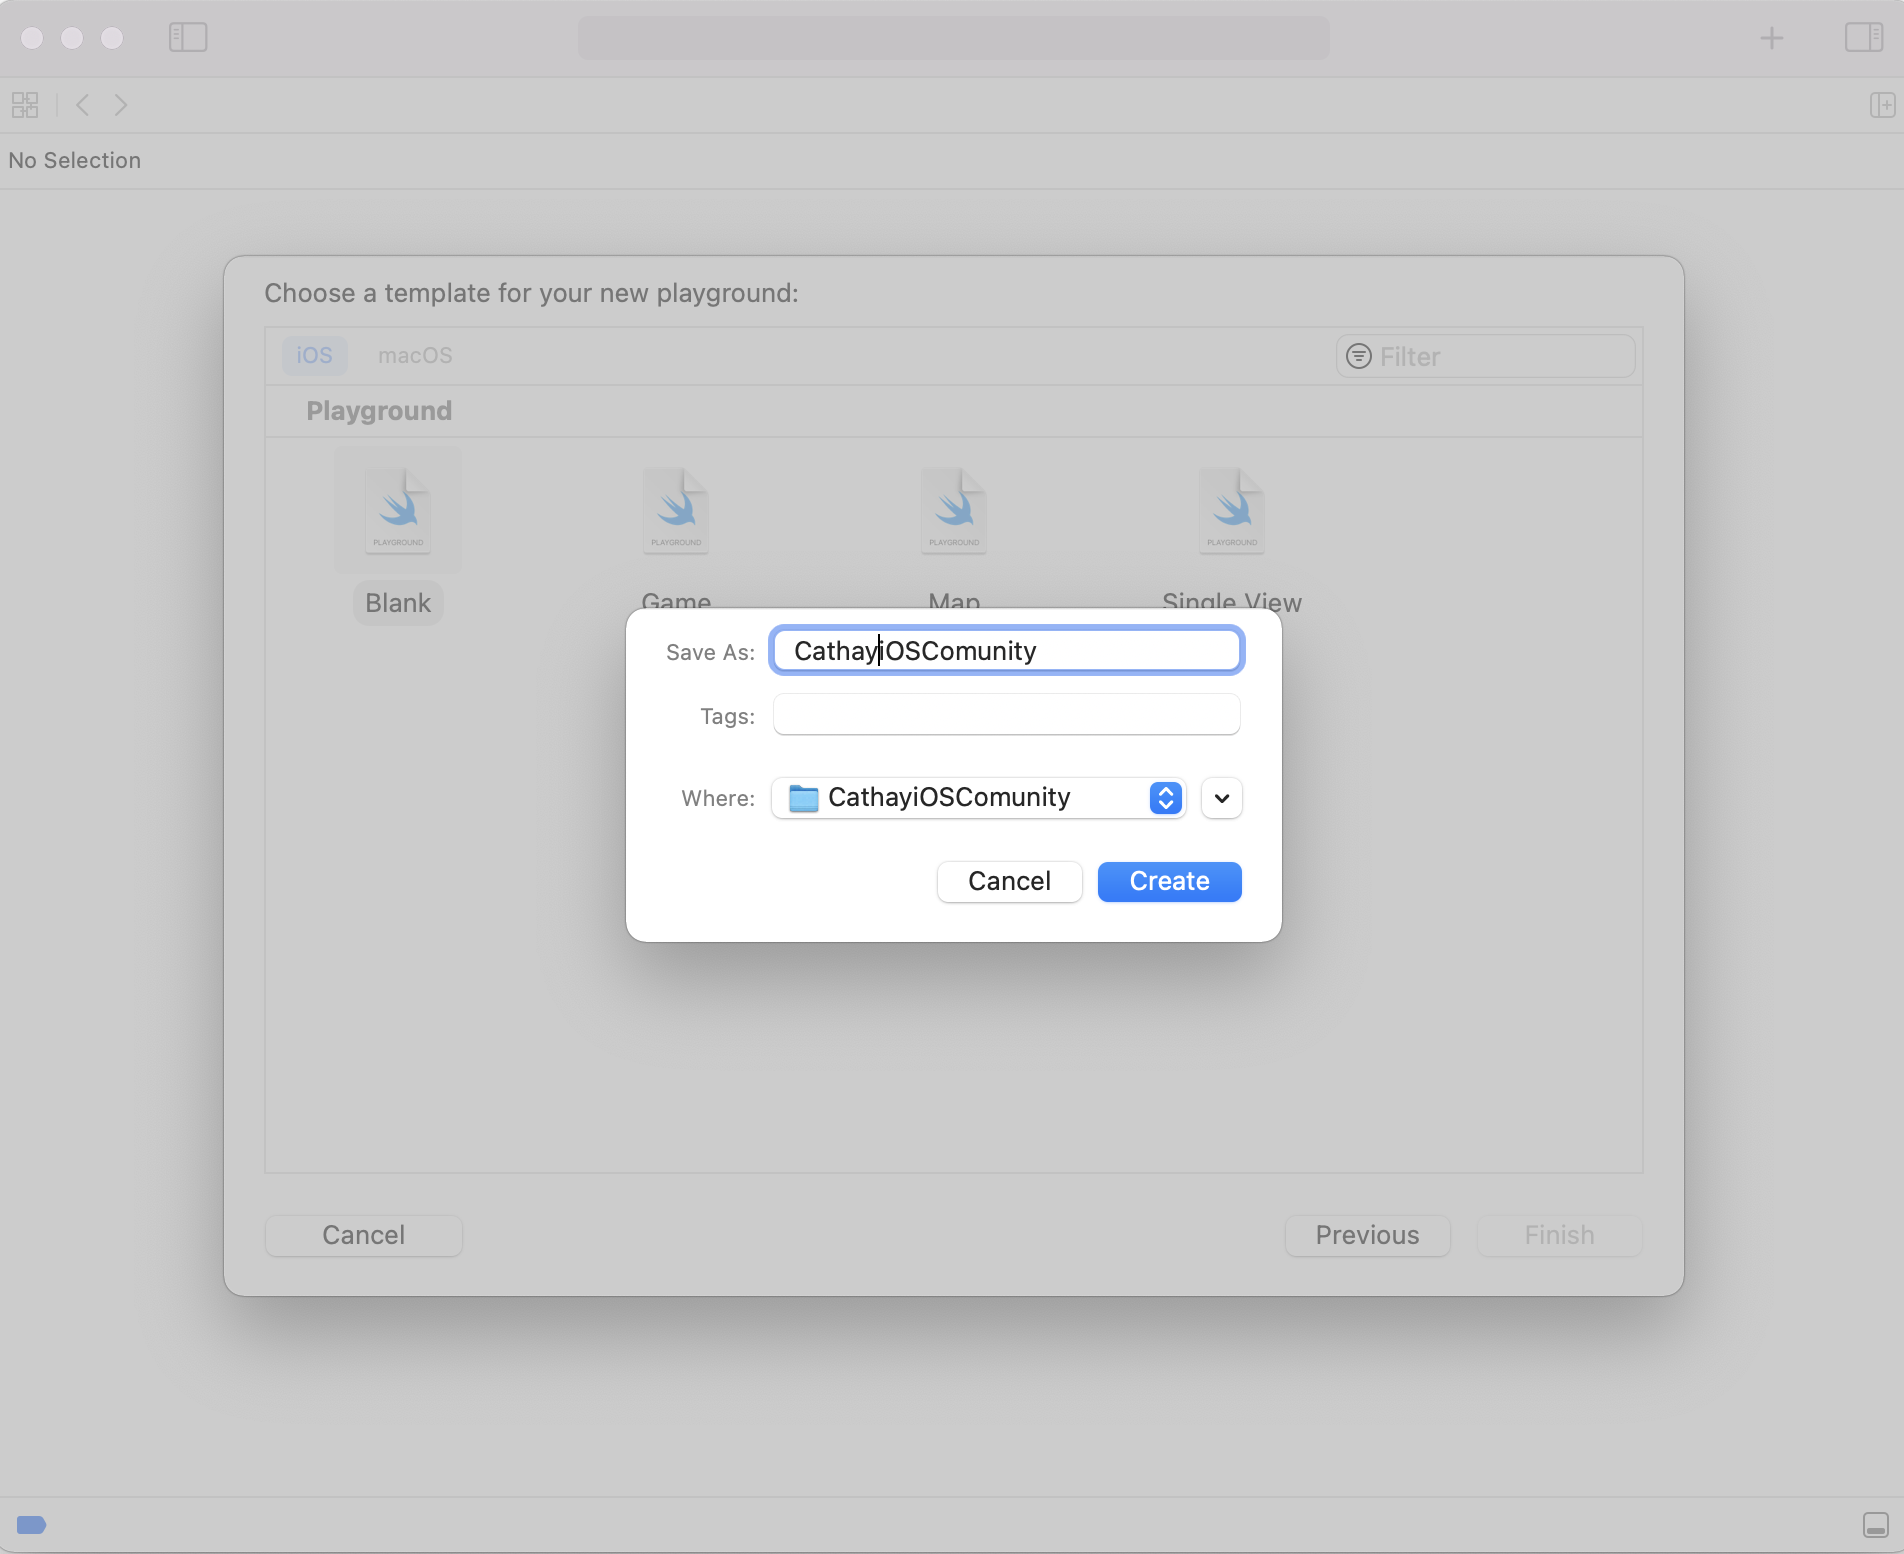 No Selection
Choose a template for your new playground:
iOS macOS Filter
Playground
PLAYGROUND PLAYGROUND PLAYGROUND PLAYGROUND
Blank Game Map Single View
Save As: CathayiOSComunity
Tags:
Where: CathayiOSComunity
Cancel Create
Cancel Previous Finish